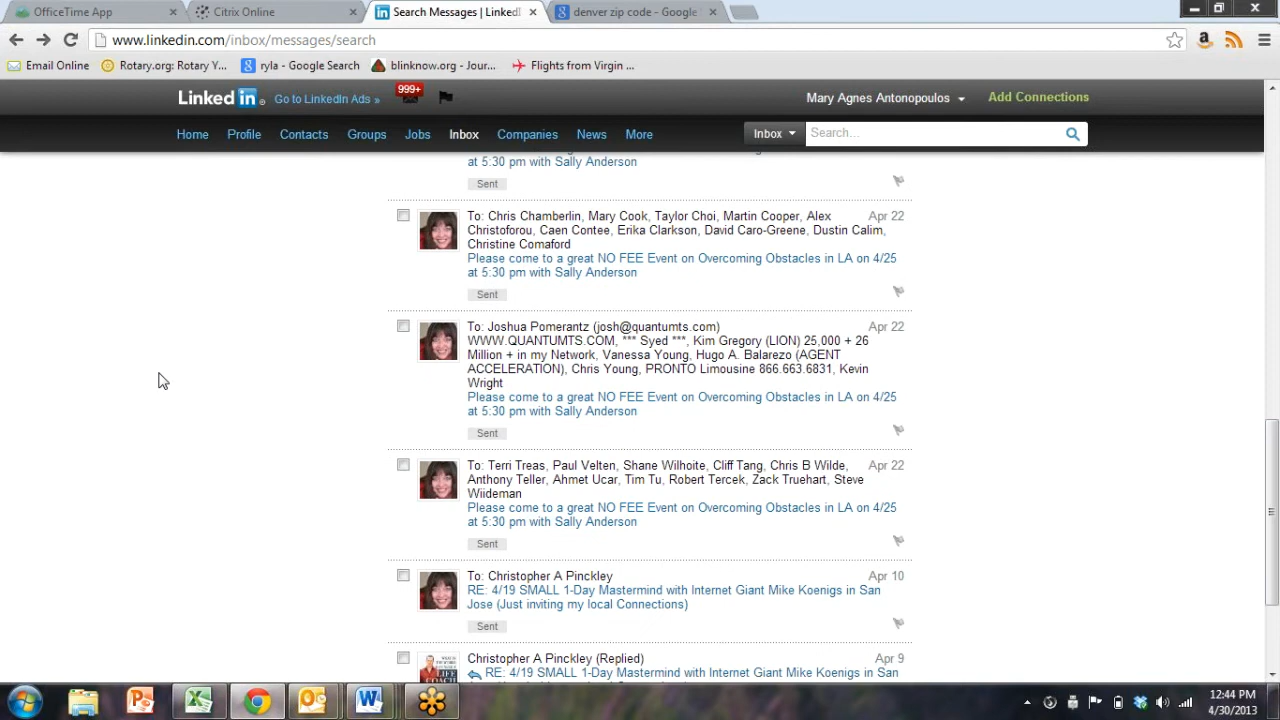 OfficeTime App
Citrix Online
Search Messages | LinkedI
denver zip code - Google
www.linkedin.com/inbox/messages/search
Email Online
Rotary.org: Rotary Y...
ryla - Google Search
blinknow.org - Jour...
Flights from Virgin ...
Linked in
Go to LinkedIn Ads »
999+
Mary Agnes Antonopoulos
Add Connections
Home Profile Contacts Groups Jobs Inbox Companies News More
Inbox
Search...
at 5:30 pm with Sally Anderson
Sent
To: Chris Chamberlin, Mary Cook, Taylor Choi, Martin Cooper, Alex Apr 22
Christoforou, Caen Contee, Erika Clarkson, David Caro-Greene, Dustin Calim,
Christine Comaford
Please come to a great NO FEE Event on Overcoming Obstacles in LA on 4/25
at 5:30 pm with Sally Anderson
Sent
To: Joshua Pomerantz (josh@quantumts.com) Apr 22
WWW.QUANTUMTS.COM, *** Syed ***, Kim Gregory (LION) 25,000 + 26
Million + in my Network, Vanessa Young, Hugo A. Balarezo (AGENT
ACCELERATION), Chris Young, PRONTO Limousine 866.663.6831, Kevin
Wright
Please come to a great NO FEE Event on Overcoming Obstacles in LA on 4/25
at 5:30 pm with Sally Anderson
Sent
To: Terri Treas, Paul Velten, Shane Wilhoite, Cliff Tang, Chris B Wilde, Apr 22
Anthony Teller, Ahmet Ucar, Tim Tu, Robert Tercek, Zack Truehart, Steve
Wiideman
Please come to a great NO FEE Event on Overcoming Obstacles in LA on 4/25
at 5:30 pm with Sally Anderson
Sent
To: Christopher A Pinckley Apr 10
RE: 4/19 SMALL 1-Day Mastermind with Internet Giant Mike Koenigs in San
Jose (Just inviting my local Connections)
Sent
Christopher A Pinckley (Replied) Apr 9
RE: 4/19 SMALL 1-Day Mastermind with Internet Giant Mike Koenigs in San
12:44 PM
4/30/2013